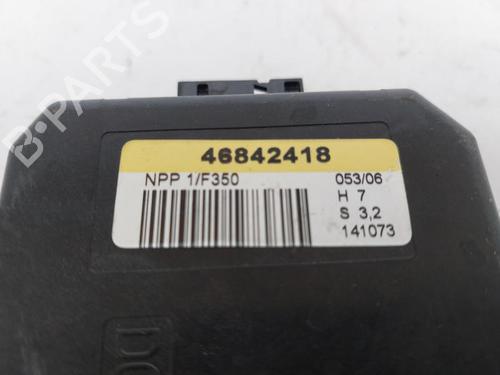 46842418
NPP 1/F350
053/06
H 7
S 3,2
141073
B-PARTS